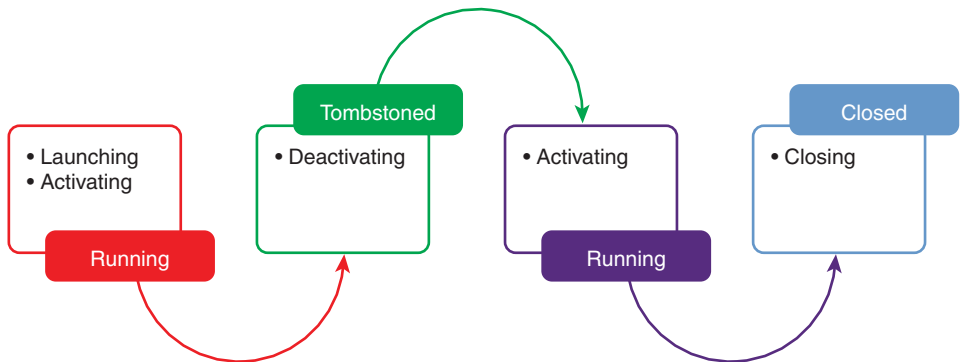 • Launching
• Activating
Running
Tombstoned
• Deactivating
• Activating
Running
Closed
• Closing